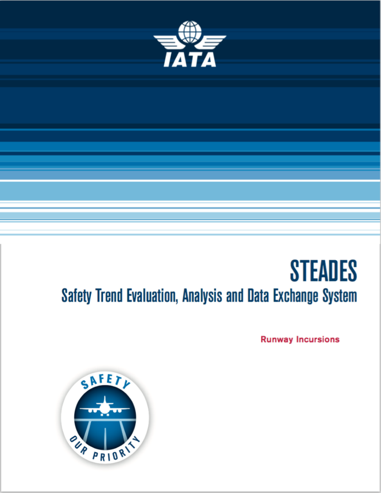 IATA
STEADES
Safety Trend Evaluation, Analysis and Data Exchange System
Runway Incursions
SAFETY
OUR PRIORITY